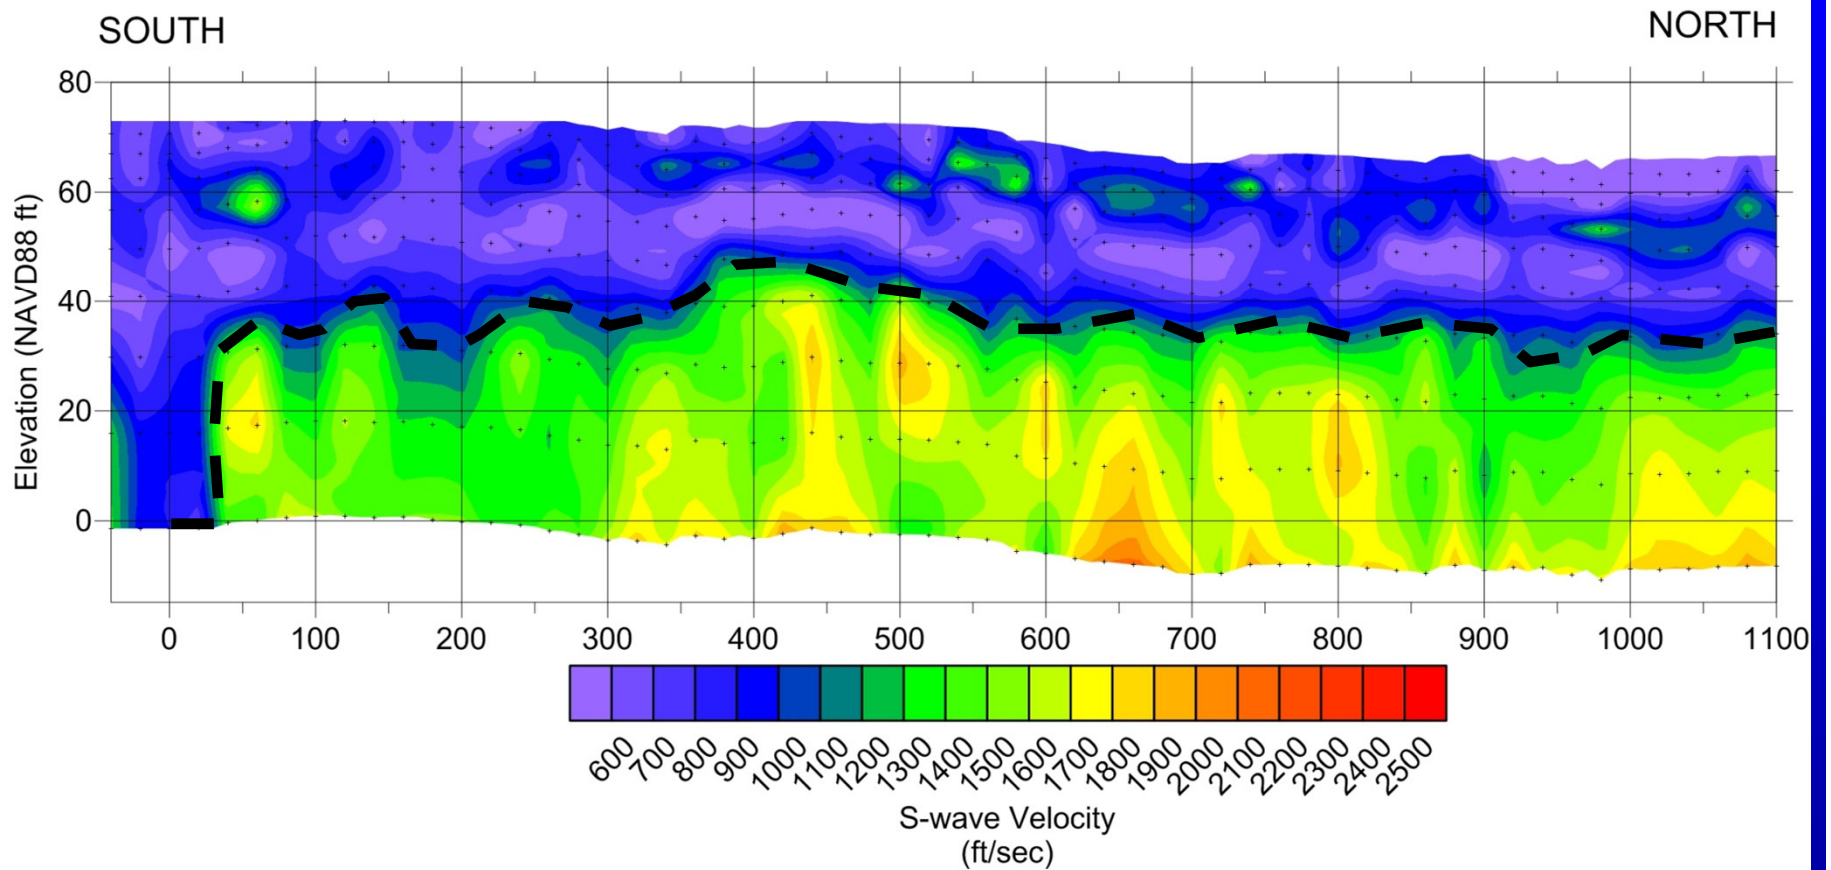 SOUTH
NORTH
80
60
40
20
0
Elevation (NAVD88 ft)
0 100 200 300 400 500 600 700 800 900 1000 1100
600 700 800 900 1000 1100 1200 1300 1400 1500 1600 1700 1800 1900 2000 2100 2200 2300 2400 2500
S-wave Velocity
(ft/sec)